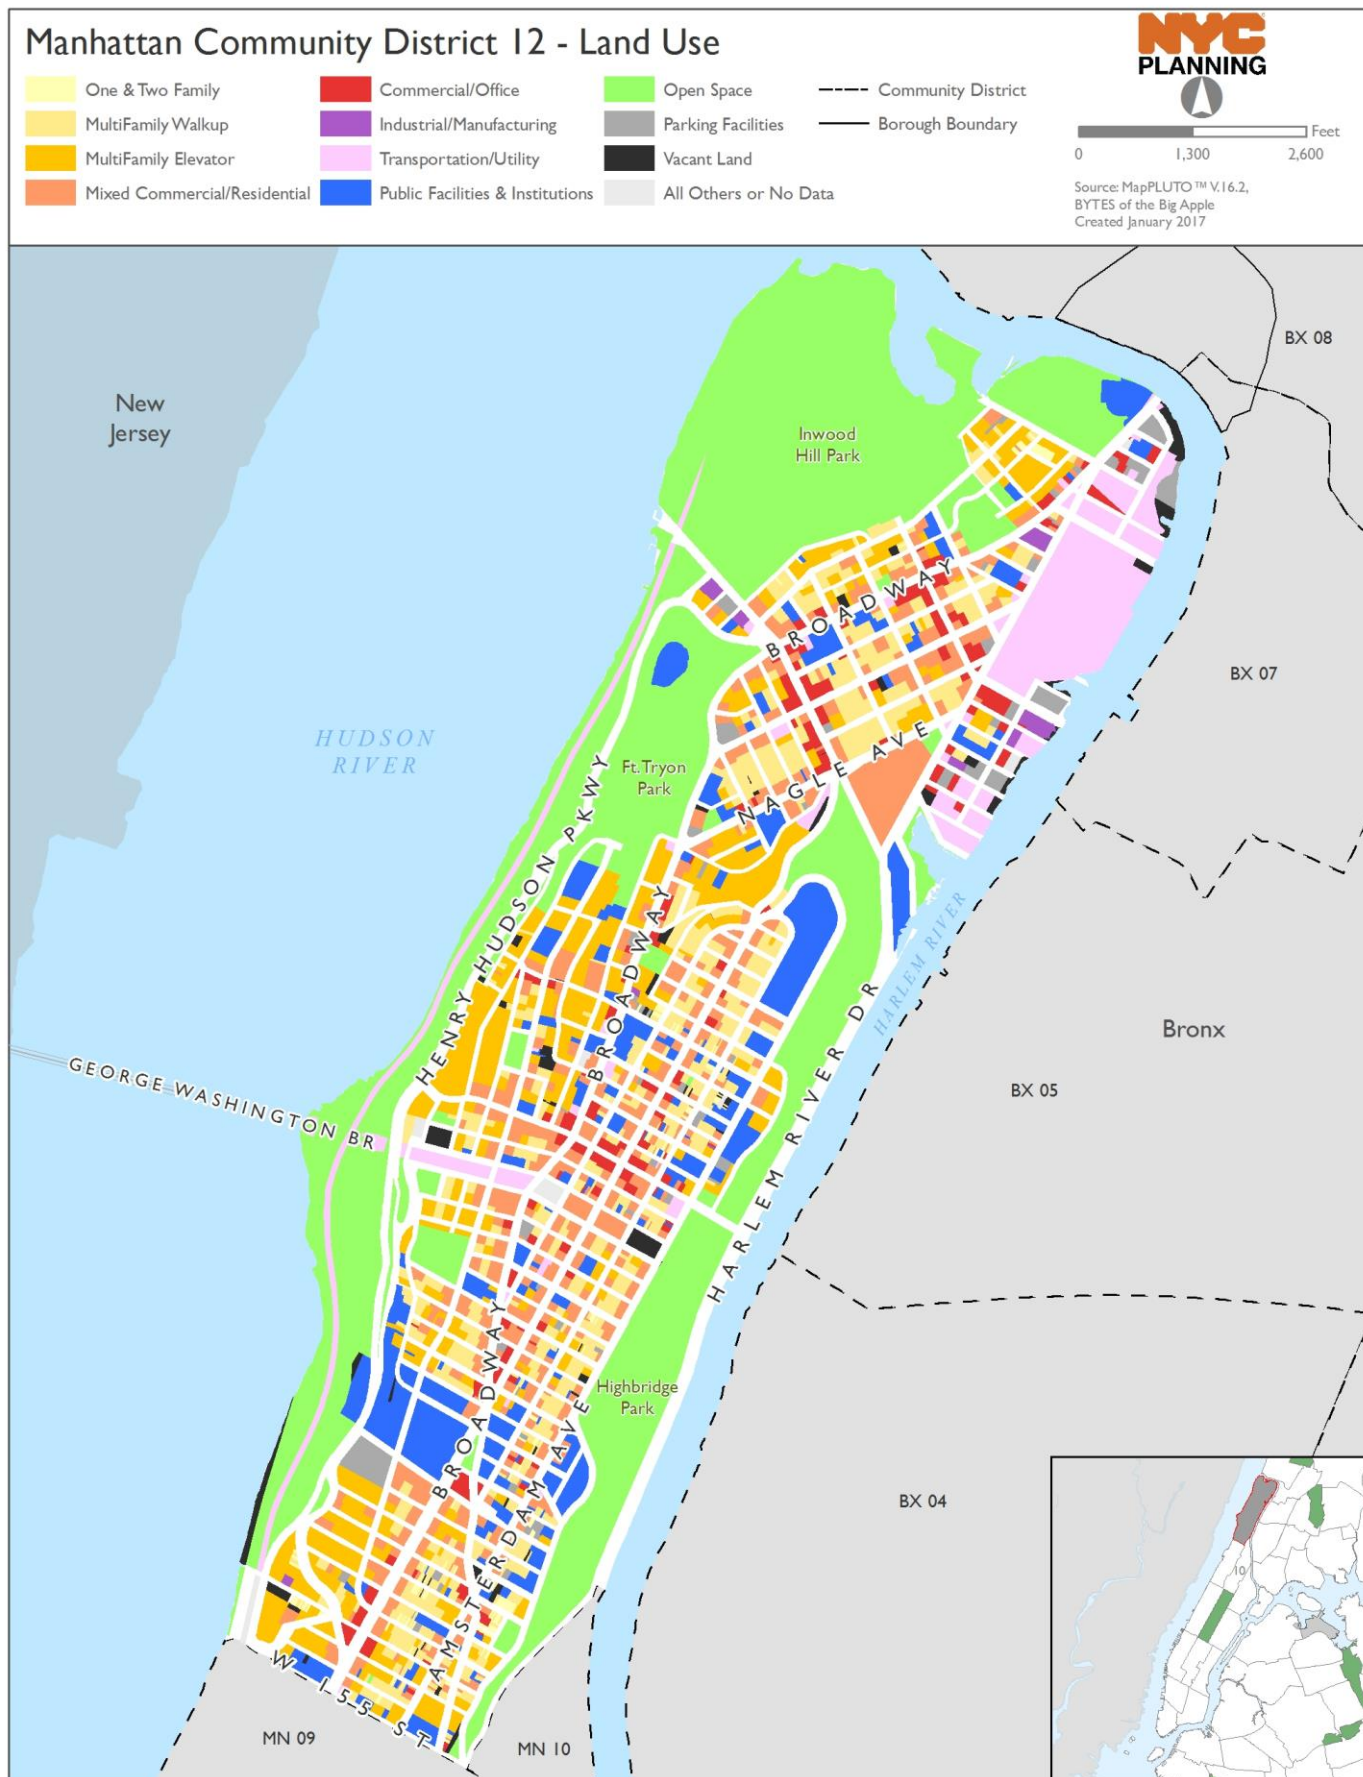 Manhattan Community District 12 - Land Use
One & Two Family
MultiFamily Walkup
MultiFamily Elevator
Mixed Commercial/Residential
Commercial/Office
Industrial/Manufacturing
Transportation/Utility
Public Facilities & Institutions
Open Space
Parking Facilities
Vacant Land
All Others or No Data
Community District
Borough Boundary
NYC
PLANNING
Feet
0 1,300 2,600
Source: MapPLUTO™ V.16.2,
BYTES of the Big Apple
Created January 2017
BX 08
New
Jersey
Inwood
Hill Park
BROADWAY
BX 07
HUDSON
RIVER
NAGLE AVE
Ft. Tryon
Park
HENRY HUDSON PKWY
BROADWAY
HARLEM RIVER
HARLEM RIVER DR
Bronx
BX 05
GEORGE WASHINGTON BR
BROADWAY
Highbridge
Park
AMSTERDAM AVE
BX 04
W 155 ST
MN 09
MN 10
10